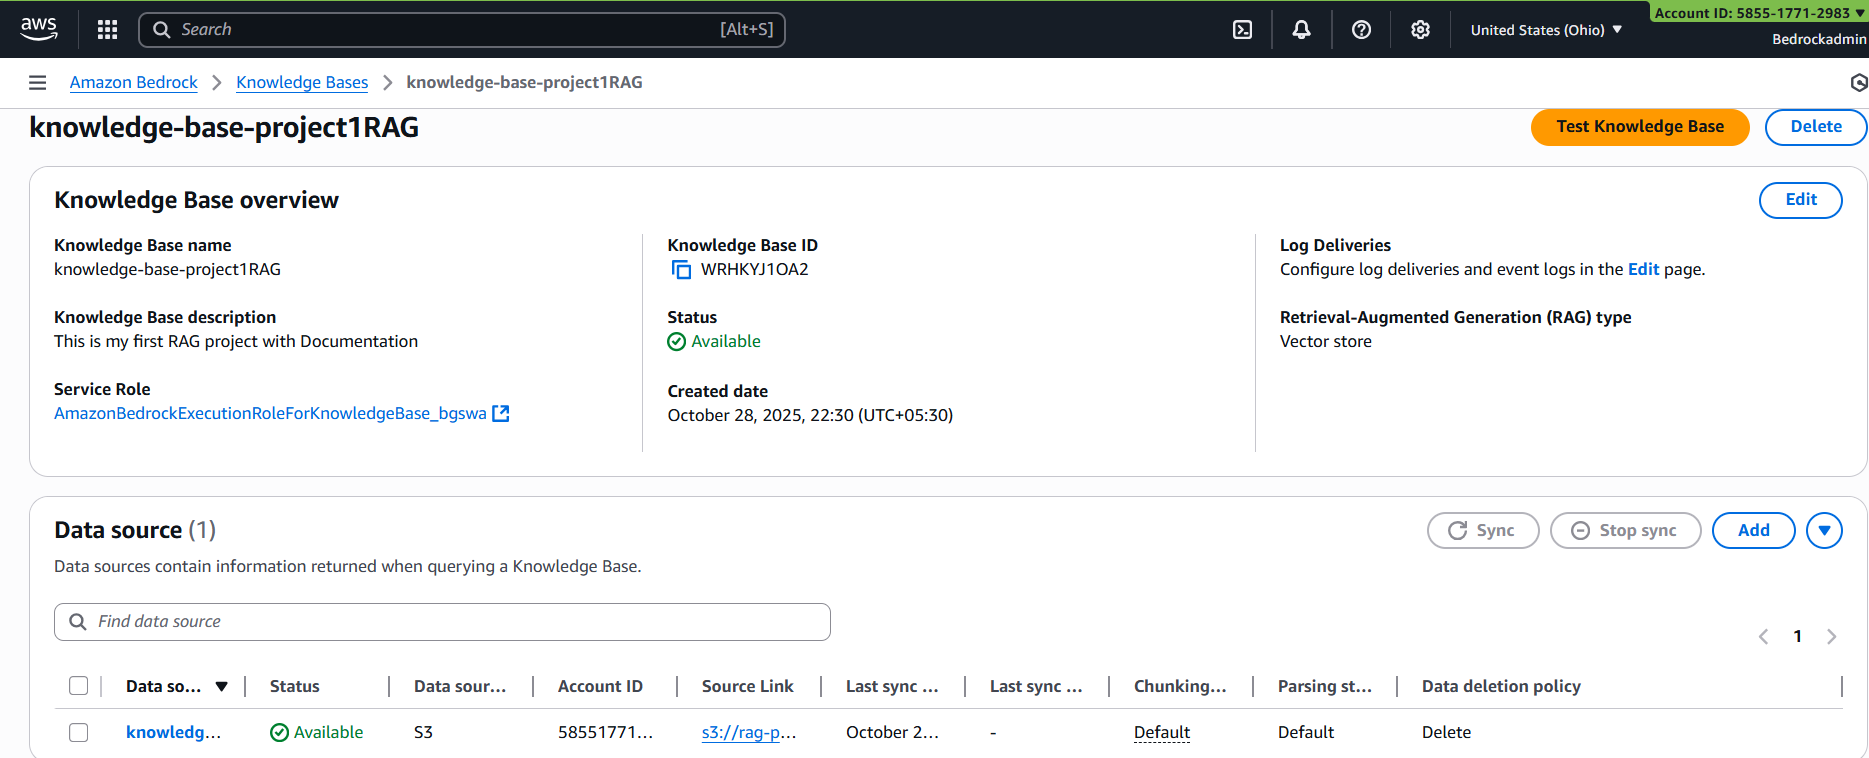 aws
Search
[Alt+S]
United States (Ohio)
Account ID: 5855-1771-2983
Bedrockadmin
Amazon Bedrock
Knowledge Bases
knowledge-base-project1RAG
knowledge-base-project1RAG
Test Knowledge Base
Delete
Knowledge Base overview
Edit
Knowledge Base name
knowledge-base-project1RAG
Knowledge Base description
This is my first RAG project with Documentation
Service Role
AmazonBedrockExecutionRoleForKnowledgeBase_bgswa
Knowledge Base ID
WRHKYJ1OA2
Status
Available
Created date
October 28, 2025, 22:30 (UTC+05:30)
Log Deliveries
Configure log deliveries and event logs in the Edit page.
Retrieval-Augmented Generation (RAG) type
Vector store
Data source (1)
Sync
Stop sync
Add
Data sources contain information returned when querying a Knowledge Base.
Find data source
1
Data so... Status Data sour... Account ID Source Link Last sync ... Last sync ... Chunking... Parsing st... Data deletion policy
knowledg... Available S3 58551771... s3://rag-p... October 2... - Default Default Delete